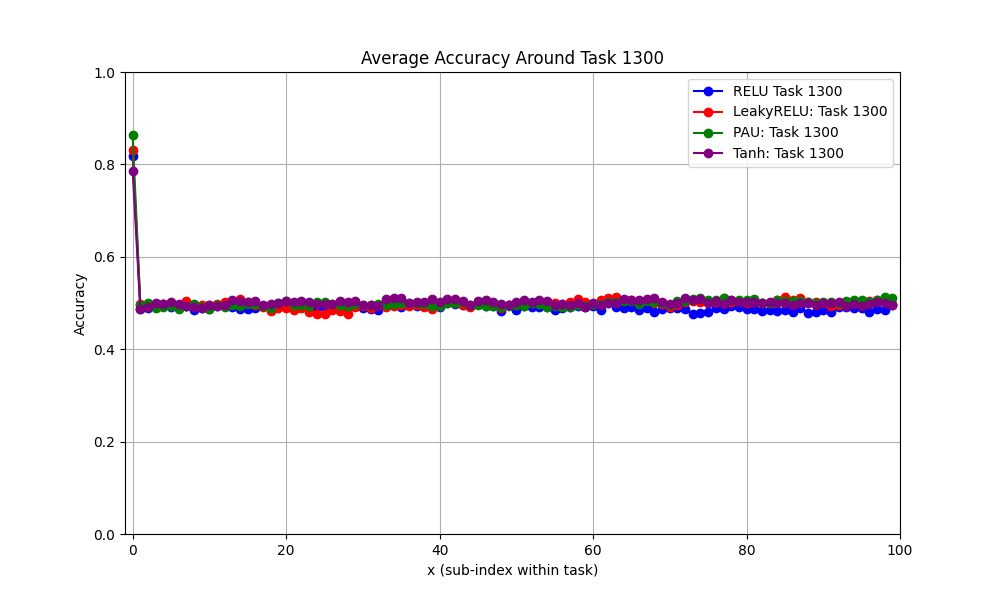 Average Accuracy Around Task 1300
RELU Task 1300
LeakyRELU: Task 1300
PAU: Task 1300
Tanh: Task 1300
1.0
0.8
0.6
0.4
0.2
0.0
Accuracy
0 20 40 60 80 100
x (sub-index within task)